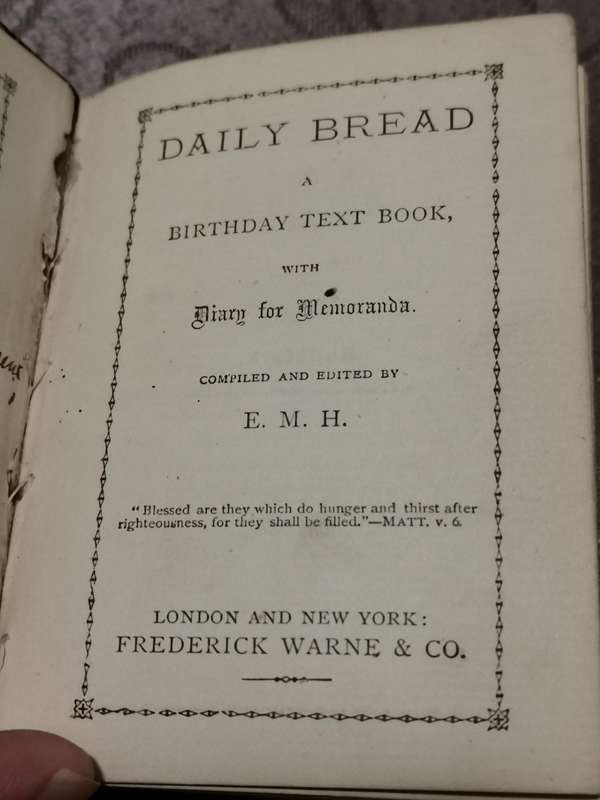 DAILY BREAD
A
BIRTHDAY TEXT BOOK,
WITH
Diary for Memoranda.
COMPILED AND EDITED BY
E. M. H.
"Blessed are they which do hunger and thirst after
righteousness, for they shall be filled."—MATT. v. 6.
LONDON AND NEW YORK:
FREDERICK WARNE & CO.